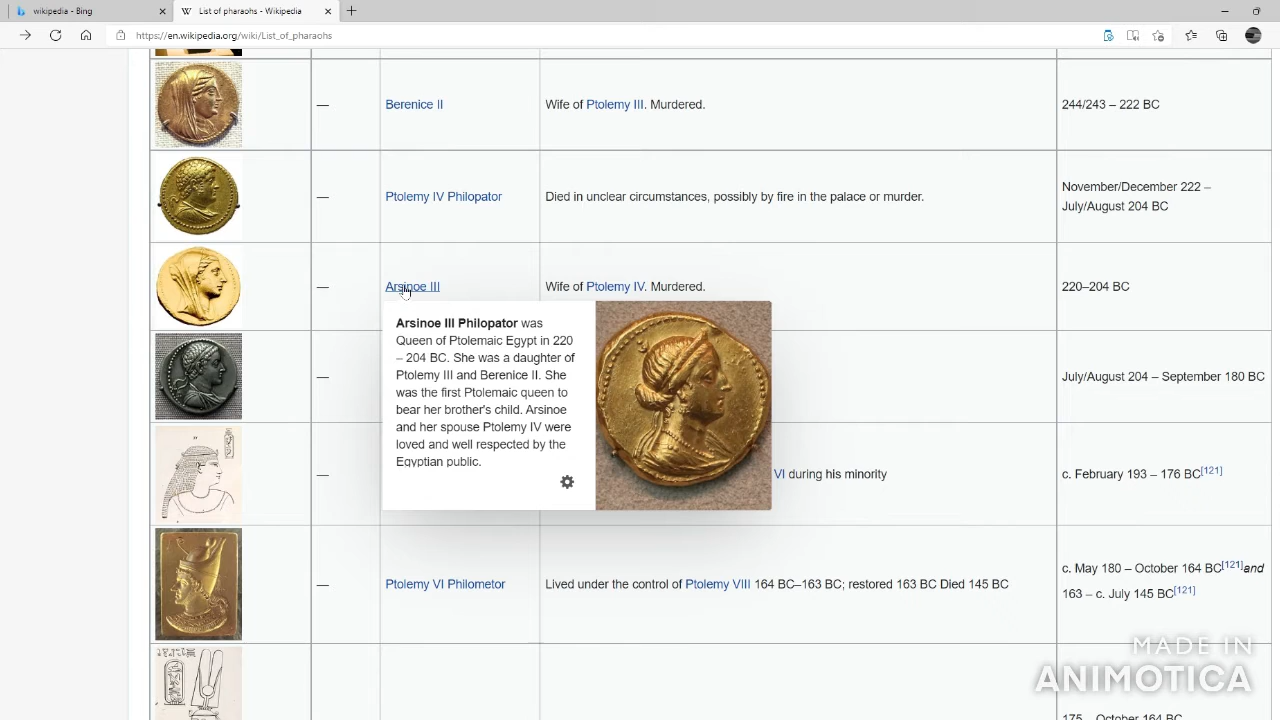 wikipedia - Bing
List of pharaohs - Wikipedia
https://en.wikipedia.org/wiki/List_of_pharaohs
— Berenice II Wife of Ptolemy III. Murdered. 244/243 – 222 BC
— Ptolemy IV Philopator Died in unclear circumstances, possibly by fire in the palace or murder. November/December 222 –
July/August 204 BC
— Arsinoe III Wife of Ptolemy IV. Murdered. 220–204 BC
Arsinoe III Philopator was
Queen of Ptolemaic Egypt in 220
– 204 BC. She was a daughter of
Ptolemy III and Berenice II. She
was the first Ptolemaic queen to
bear her brother's child. Arsinoe
and her spouse Ptolemy IV were
loved and well respected by the
Egyptian public.
— July/August 204 – September 180 BC
— VI during his minority c. February 193 – 176 BC[121]
— Ptolemy VI Philometor Lived under the control of Ptolemy VIII 164 BC–163 BC; restored 163 BC Died 145 BC c. May 180 – October 164 BC[121]and
163 – c. July 145 BC[121]
175 – October 164
MADE IN
ANIMOTICA